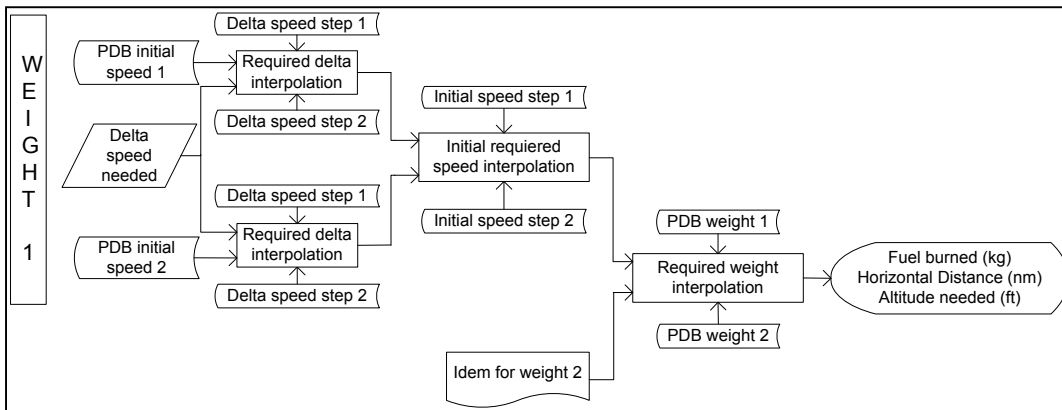 WEIGHT 1
Delta speed step 1
PDB initial
speed 1
Required delta
interpolation
Delta speed step 2
Delta
speed
needed
Delta speed step 1
PDB initial
speed 2
Required delta
interpolation
Delta speed step 2
Initial speed step 1
Initial requiered
speed interpolation
Initial speed step 2
PDB weight 1
Required weight
interpolation
PDB weight 2
Idem for weight 2
Fuel burned (kg)
Horizontal Distance (nm)
Altitude needed (ft)